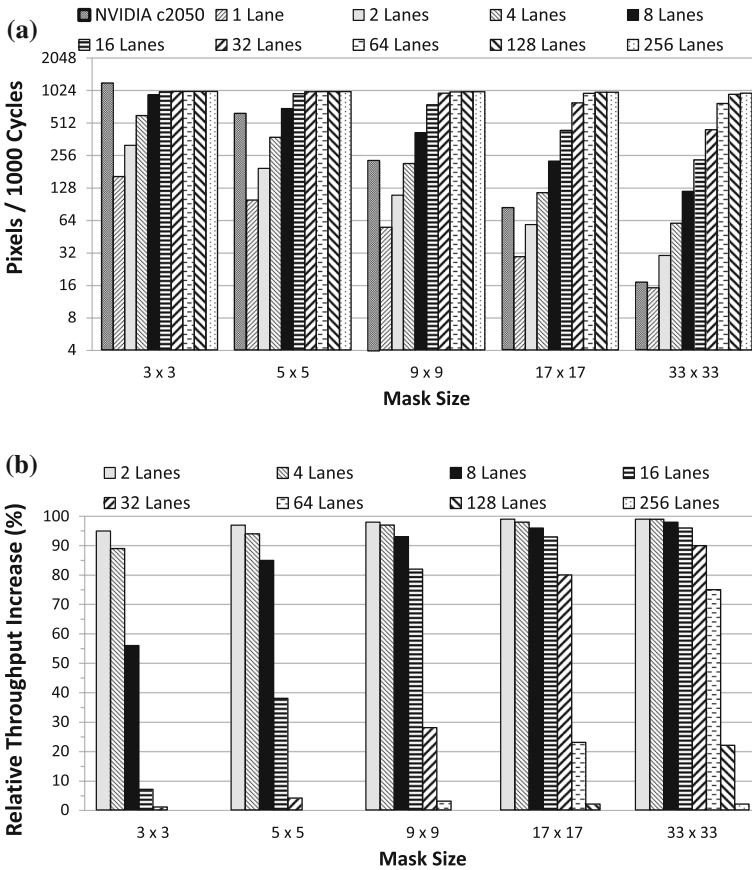 (a)
NVIDIA c2050 1 Lane 2 Lanes 4 Lanes 8 Lanes
16 Lanes 32 Lanes 64 Lanes 128 Lanes 256 Lanes
Pixels / 1000 Cycles
2048
1024
512
256
128
64
32
16
8
4
3 x 3 5 x 5 9 x 9 17 x 17 33 x 33
Mask Size
(b)
2 Lanes 4 Lanes 8 Lanes 16 Lanes
32 Lanes 64 Lanes 128 Lanes 256 Lanes
Relative Throughput Increase (%)
100
90
80
70
60
50
40
30
20
10
0
3 x 3 5 x 5 9 x 9 17 x 17 33 x 33
Mask Size